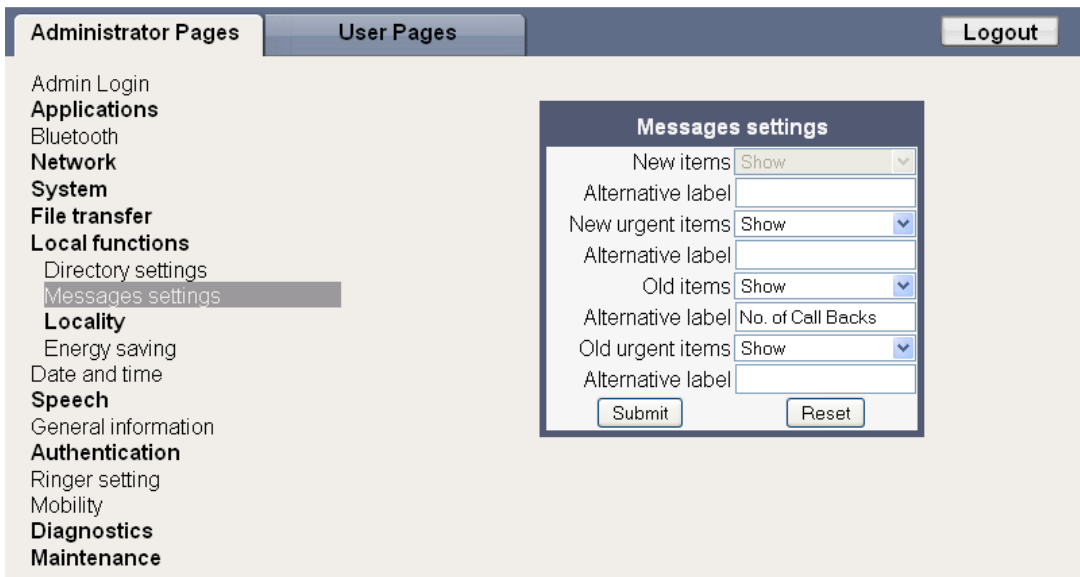 Administrator Pages
User Pages
Logout
Admin Login
Applications
Bluetooth
Network
System
File transfer
Local functions
Directory settings
Messages settings
Locality
Energy saving
Date and time
Speech
General information
Authentication
Ringer setting
Mobility
Diagnostics
Maintenance
Messages settings
New items Show
Alternative label
New urgent items Show
Alternative label
Old items Show
Alternative label No. of Call Backs
Old urgent items Show
Alternative label
Submit Reset